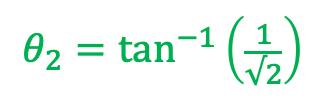 θ₂ = tan⁻¹ (1/√2)